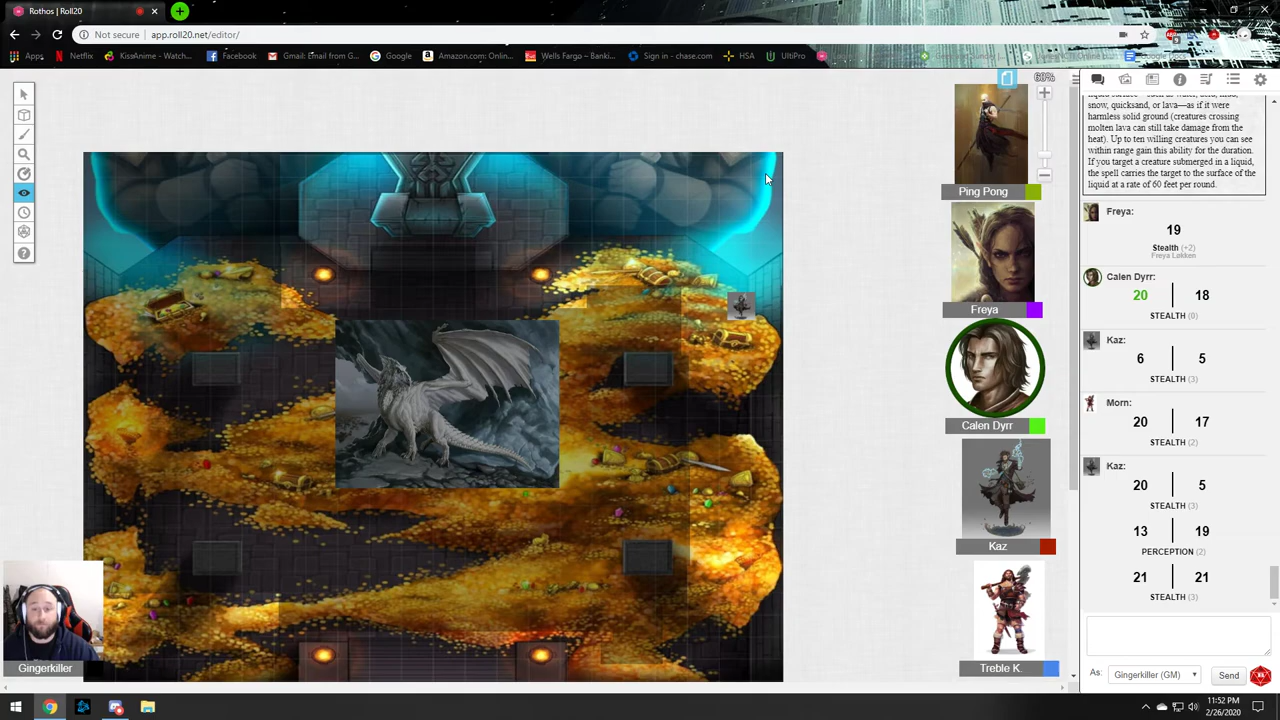 Rothos | Roll20
Not secure | app.roll20.net/editor/
Apps Netflix KissAnime - Watch... Facebook Gmail: Email from G... Google Amazon.com: Onlin... Wells Fargo – Banki... Sign in - chase.com HSA UltiPro
60%
snow, quicksand, or lava—as if it were
harmless solid ground (creatures crossing
molten lava can still take damage from the
heat). Up to ten willing creatures you can see
within range gain this ability for the duration.
If you target a creature submerged in a liquid,
the spell carries the target to the surface of the
liquid at a rate of 60 feet per round.
Freya:
19
Stealth (+2)
Freya Løkken
Calen Dyrr:
20 18
STEALTH (0)
Kaz:
6 5
STEALTH (3)
Morn:
20 17
STEALTH (2)
Kaz:
20 5
STEALTH (3)
13 19
PERCEPTION (2)
21 21
STEALTH (3)
As: Gingerkiller (GM) Send
Ping Pong
Freya
Calen Dyrr
Kaz
Treble K.
Gingerkiller
11:52 PM
2/26/2020